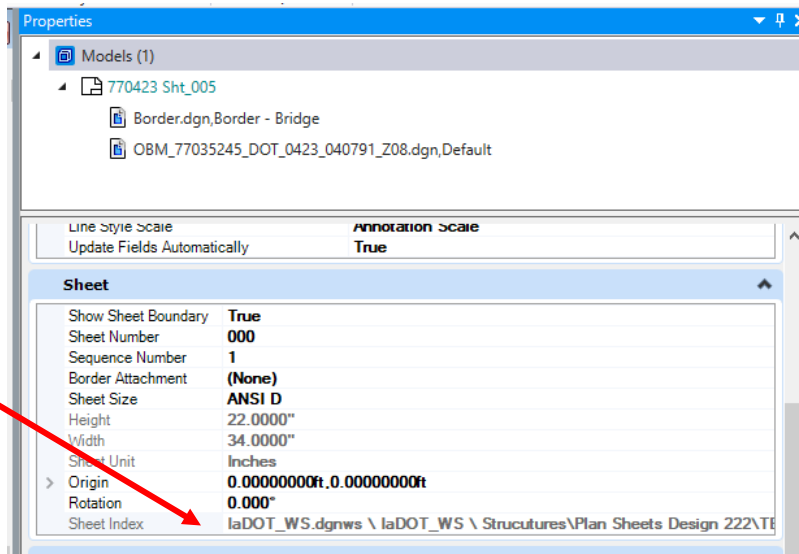 Properties
Models (1)
770423 Sht_005
Border.dgn,Border - Bridge
OBM_77035245_DOT_0423_040791_Z08.dgn,Default
Line Style Scale Annotation Scale
Update Fields Automatically True
Sheet
Show Sheet Boundary True
Sheet Number 000
Sequence Number 1
Border Attachment (None)
Sheet Size ANSI D
Height 22.0000"
Width 34.0000"
Sheet Unit Inches
Origin 0.00000000ft,0.00000000ft
Rotation 0.000°
Sheet Index IaDOT_WS.dgnws \ IaDOT_WS \ Strucutures\Plan Sheets Design 222\TE